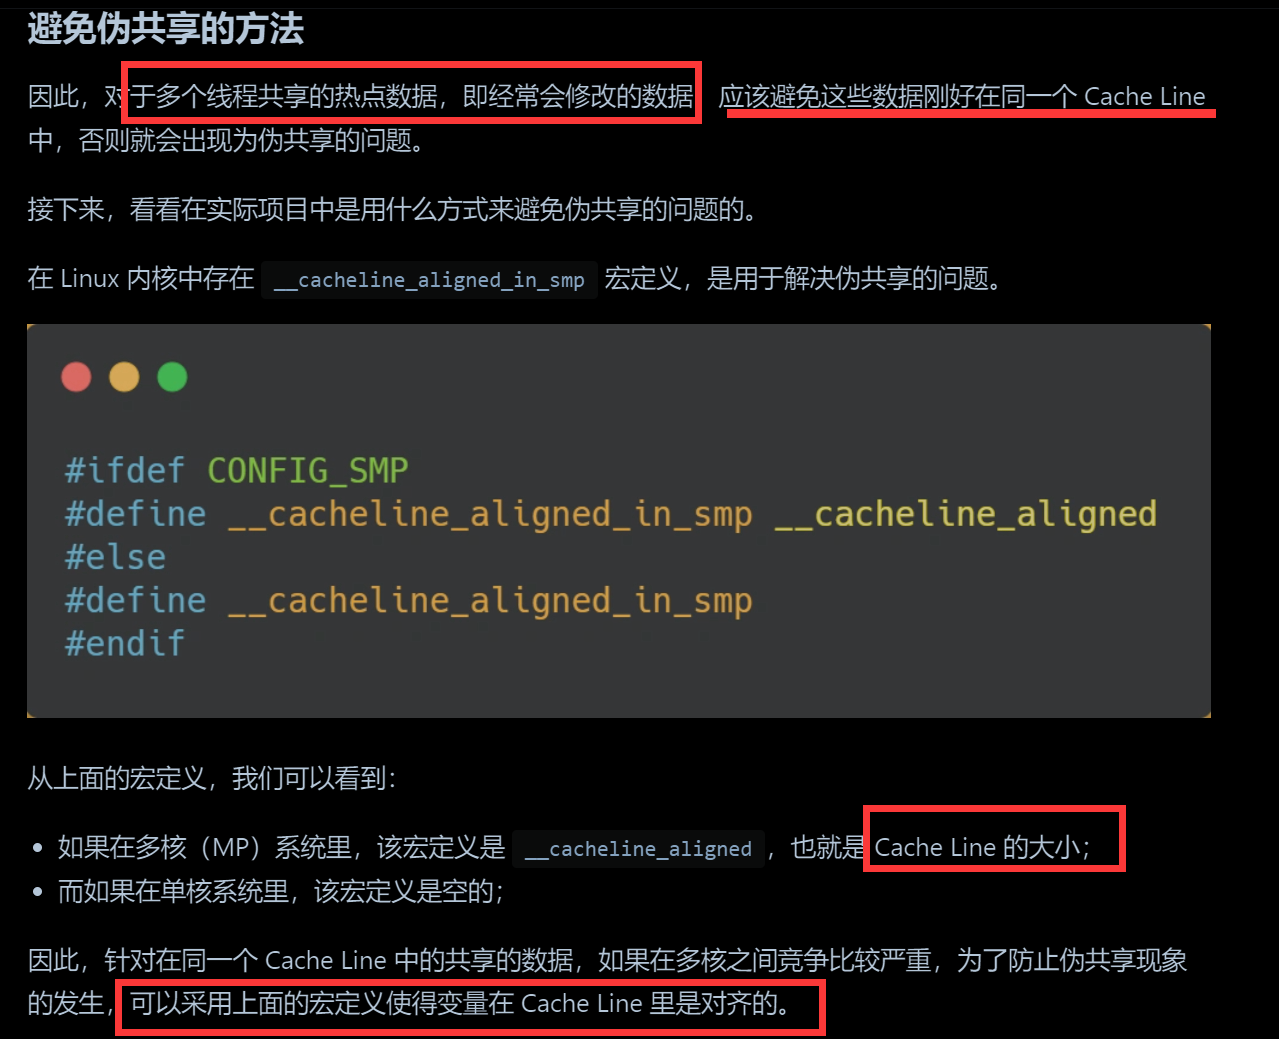 避免伪共享的方法
因此，对于多个线程共享的热点数据，即经常会修改的数据 应该避免这些数据刚好在同一个 Cache Line
中，否则就会出现为伪共享的问题。
接下来，看看在实际项目中是用什么方式来避免伪共享的问题的。
在 Linux 内核中存在 __cacheline_aligned_in_smp 宏定义，是用于解决伪共享的问题。
#ifdef CONFIG_SMP
#define __cacheline_aligned_in_smp __cacheline_aligned
#else
#define __cacheline_aligned_in_smp
#endif
从上面的宏定义，我们可以看到：
• 如果在多核（MP）系统里，该宏定义是 __cacheline_aligned ，也就是 Cache Line 的大小；
• 而如果在单核系统里，该宏定义是空的；
因此，针对在同一个 Cache Line 中的共享的数据，如果在多核之间竞争比较严重，为了防止伪共享现象
的发生，可以采用上面的宏定义使得变量在 Cache Line 里是对齐的。